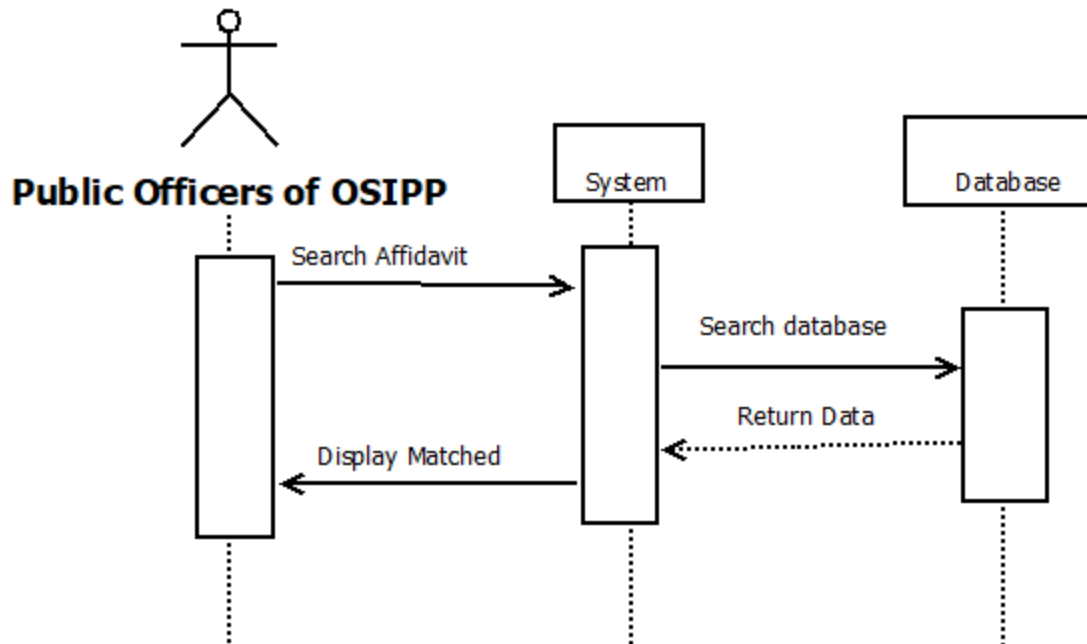 Public Officers of OSIPP
System
Database
Search Affidavit
Search database
Return Data
Display Matched